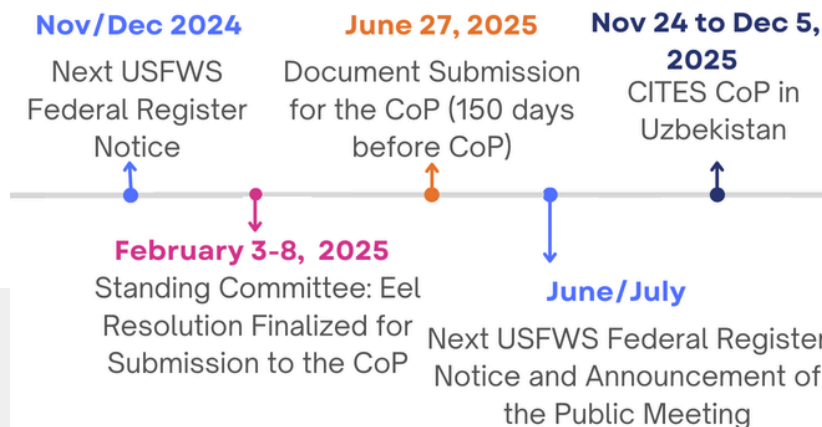 Nov/Dec 2024
Next USFWS
Federal Register
Notice
June 27, 2025
Document Submission
for the CoP (150 days
before CoP)
Nov 24 to Dec 5,
2025
CITES CoP in
Uzbekistan
February 3-8, 2025
Standing Committee: Eel
Resolution Finalized for
Submission to the CoP
June/July
Next USFWS Federal Register
Notice and Announcement of
the Public Meeting